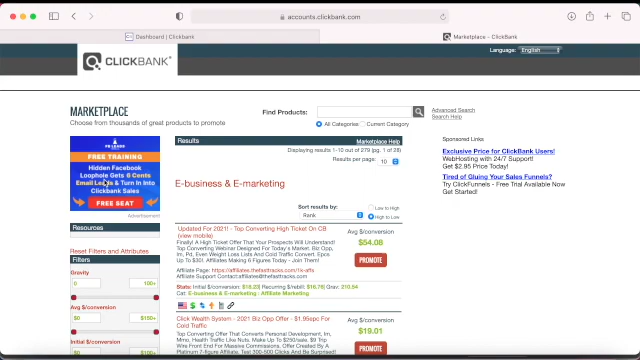 accounts.clickbank.com
Dashboard | Clickbank
Marketplace - ClickBank
CLICKBANK
Language: English
MARKETPLACE
Choose from thousands of great products to promote
Find Products:
Advanced Search
Search Help
All Categories Current Category
FREE TRAINING
Hidden Facebook
Loophole Gets 6 Cents
Email Leads & Turn in Into
Clickbank Sales
FREE SEAT
Advertisement
Resources
Reset Filters and Attributes
Filters
Gravity
0 100+
Avg $/conversion
$0 $150+
Initial $/conversion
Results Marketplace Help
Displaying results 1-10 out of 279 (pg. 1 of 28)
Results per page: 10
E-business & E-marketing
Sort results by:
Rank
Low to High
High to Low
Updated For 2021! - Top Converting High Ticket On CB
(view mobile)
Finally! A High Ticket Offer That Your Prospects Will Understand!
Top Converting Webinar Designed For Today's Market. Biz Opp,
Im, Pd, Even Weight Loss Lists And Cold Traffic Convert. Epcs
Up To $30. Affiliates Making 6 Figures Today - Join Them!
Affiliate Page: https://affiliates.thefasttracks.com/1s-affs
Affiliate Support Contact:affiliates@thefasttracks.com
Stats: Initial $/conversion: Recurring $/rebill: $16.76 Grav: 210.54
Cat: E-business & E-marketing : Affiliate Marketing
Avg $/conversion
$54.08
PROMOTE
Click Wealth System - 2021 Biz Opp Offer - $1.95epc For
Cold Traffic
Top Offer That Converts Personal Development, Im,
Mmo, Health Traffic Like Nuts. Make Up To $250/sale. $9 Trip
Wire Front End For Massive Commissions. Offer Created By A
Platinum 7-figure Affiliate. Test 300-500 Clicks And Be Surprised!
Avg $/conversion
$19.01
PROMOTE
Sponsored Links
Exclusive Price for ClickBank Users!
WebHosting with 24/7 Support!
Get $2.95 Price Today!
Tired of Gluing Your Sales Funnels?
Try ClickFunnels - Free Trial Available Now
Get Started!